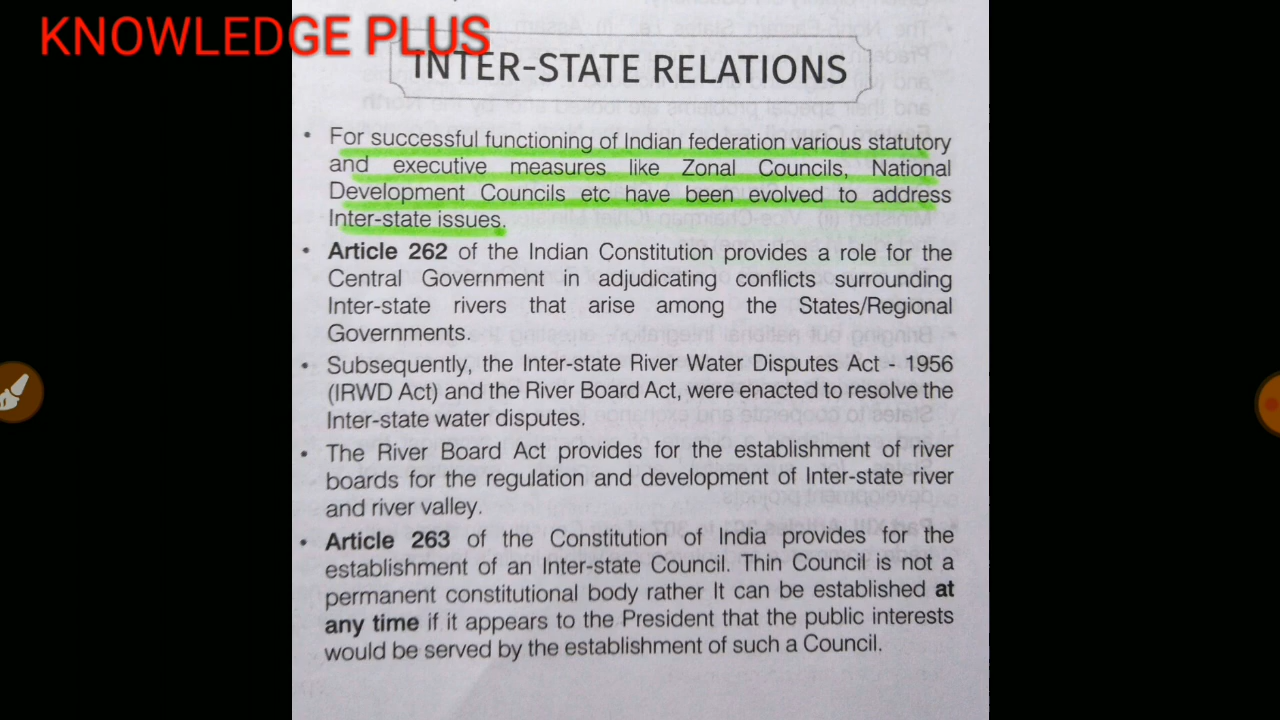 KNOWLEDGE PLUS
INTER-STATE RELATIONS
• For successful functioning of Indian federation various statutory
and executive measures like Zonal Councils, National
Development Councils etc have been evolved to address
Inter-state issues.
• Article 262 of the Indian Constitution provides a role for the
Central Government in adjudicating conflicts surrounding
Inter-state rivers that arise among the States/Regional
Governments.
• Subsequently, the Inter-state River Water Disputes Act - 1956
(IRWD Act) and the River Board Act, were enacted to resolve the
Inter-state water disputes.
• The River Board Act provides for the establishment of river
boards for the regulation and development of Inter-state river
and river valley.
• Article 263 of the Constitution of India provides for the
establishment of an Inter-state Council. Thin Council is not a
permanent constitutional body rather It can be established at
any time if it appears to the President that the public interests
would be served by the establishment of such a Council.